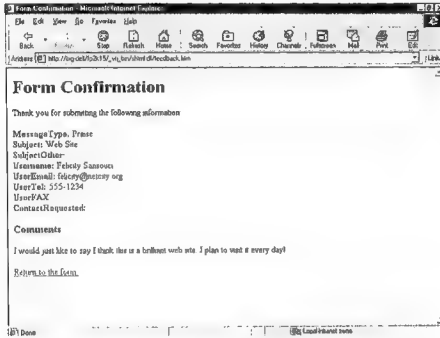 Form Confirmation - Microsoft Internet Explorer
File Edit View Go Favorites Help
Back Stop Refresh Home Search Favorites History Channels Fullscreen Mail Print Edit
Address
Form Confirmation
Thank you for submitting the following information
MessageType. Praise
Subject: Web Site
SubjectOther
Username: Felicity Sansouci
UserEmail: felicity@netcity org
UserTel: 555-1234
UserFAX
ContactRequested:
Comments
I would just like to say I think this is a brilliant web site. I plan to visit it every day!
Return to the form.
Done Local intranet zone